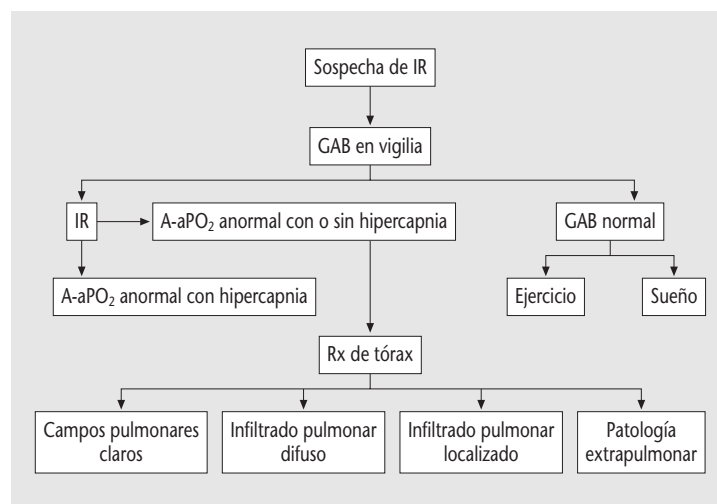 Sospecha de IR
GAB en vigilia
IR
A-aPO₂ anormal con o sin hipercapnia
GAB normal
A-aPO₂ anormal con hipercapnia
Ejercicio
Sueño
Rx de tórax
Campos pulmonares
claros
Infiltrado pulmonar
difuso
Infiltrado pulmonar
localizado
Patología
extrapulmonar